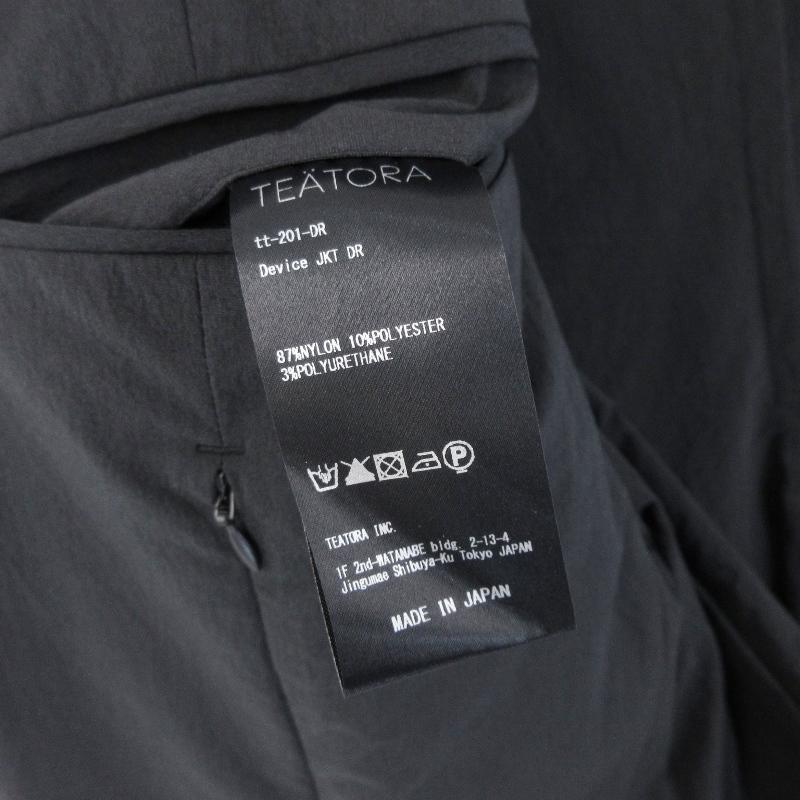 TEÄTORA
tt-201-DR
Device JKT DR
87%NYLON 10%POLYESTER
3%POLYURETHANE
P
TEATORA INC.
1F 2nd-WATANABE bidg. 2-13-4
Jingumae Shibuya-Ku Tokyo JAPAN
MADE IN JAPAN